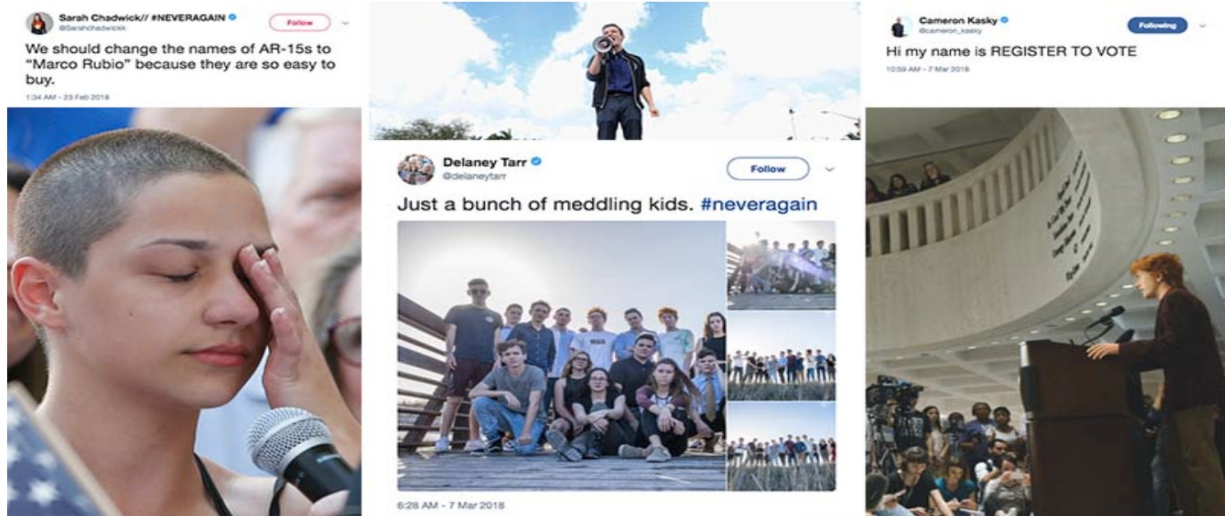 Sarah Chadwick// #NEVERAGAIN
@Sarahchadwickk
Follow
We should change the names of AR-15s to
“Marco Rubio” because they are so easy to
buy.
1:34 AM - 23 Feb 2018
Delaney Tarr
@delaneytarr
Follow
Just a bunch of meddling kids. #neveragain
6:28 AM - 7 Mar 2018
Cameron Kasky
@cameron_kasky
Following
Hi my name is REGISTER TO VOTE
10:59 AM - 7 Mar 2018